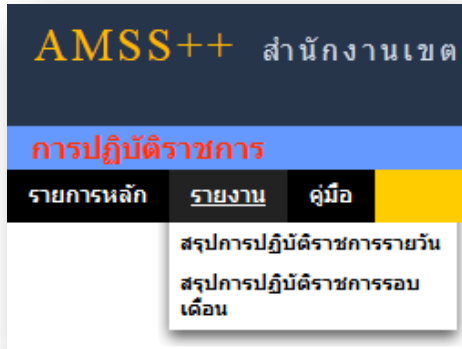 AMSS++ สำนักงานเขต
การปฏิบัติราชการ
รายการหลัก รายงาน คู่มือ
สรุปการปฏิบัติราชการรายวัน
สรุปการปฏิบัติราชการรอบ
เดือน